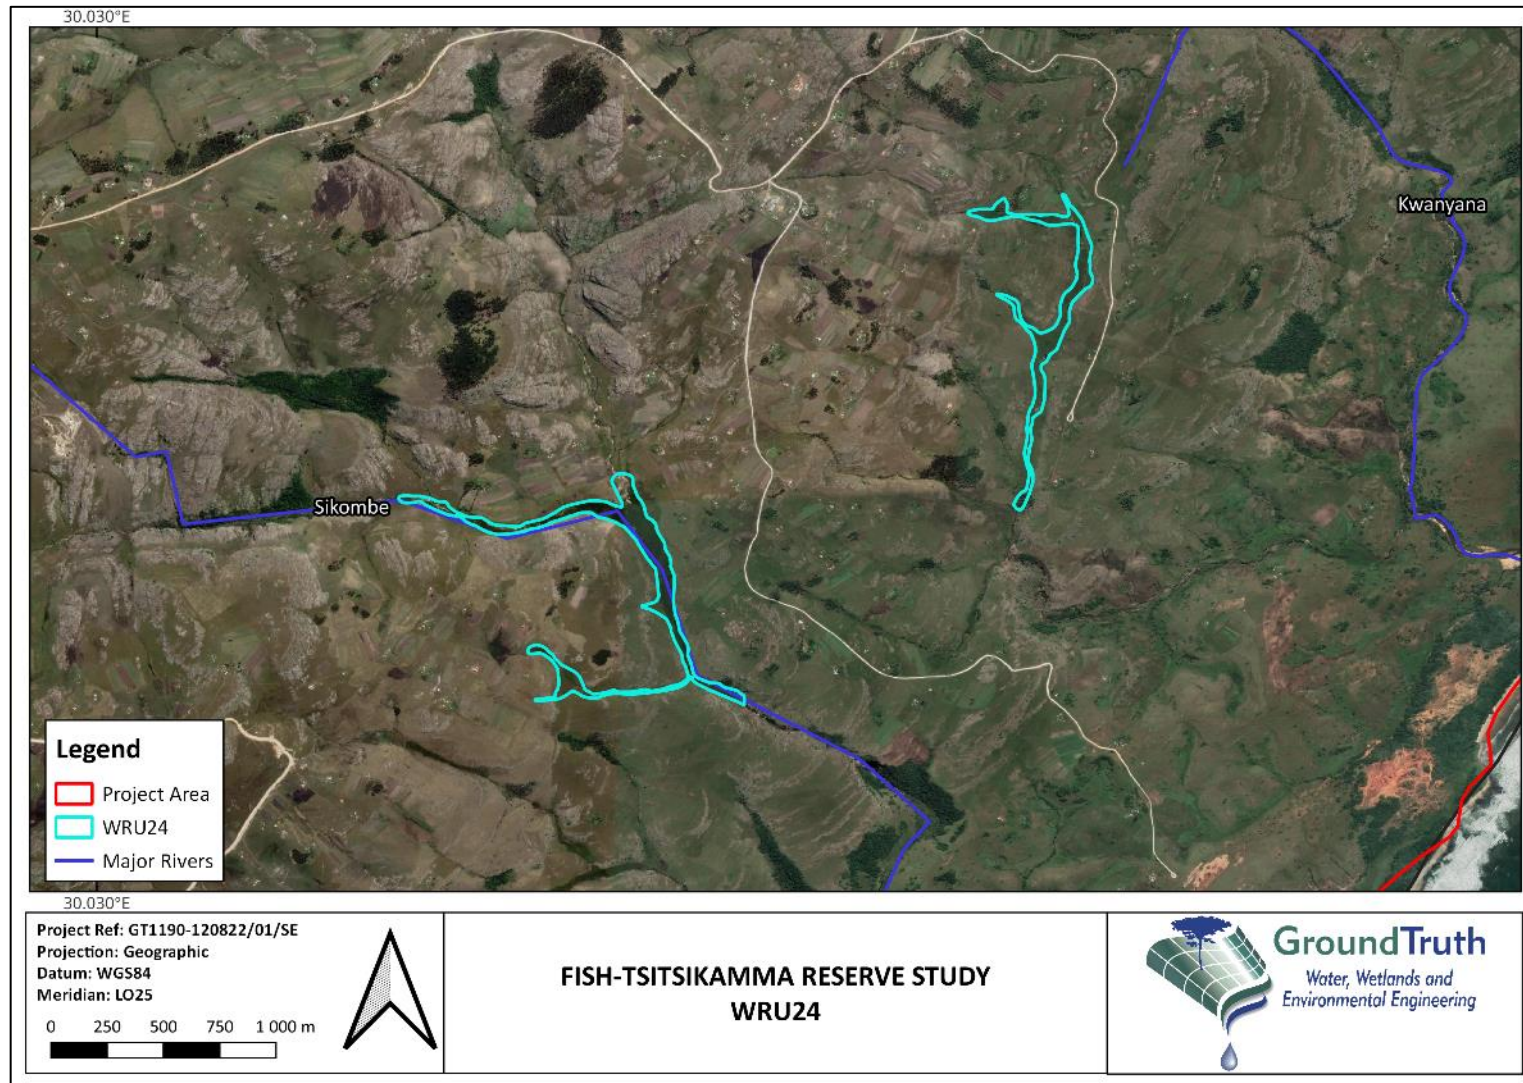 30.030°E
Kwanyana
Sikombe
Legend
Project Area
WRU24
Major Rivers
30.030°E
Project Ref: GT1190-120822/01/SE
Projection: Geographic
Datum: WGS84
Meridian: LO25
0 250 500 750 1 000 m
FISH-TSITSIKAMMA RESERVE STUDY
WRU24
GroundTruth
Water, Wetlands and
Environmental Engineering